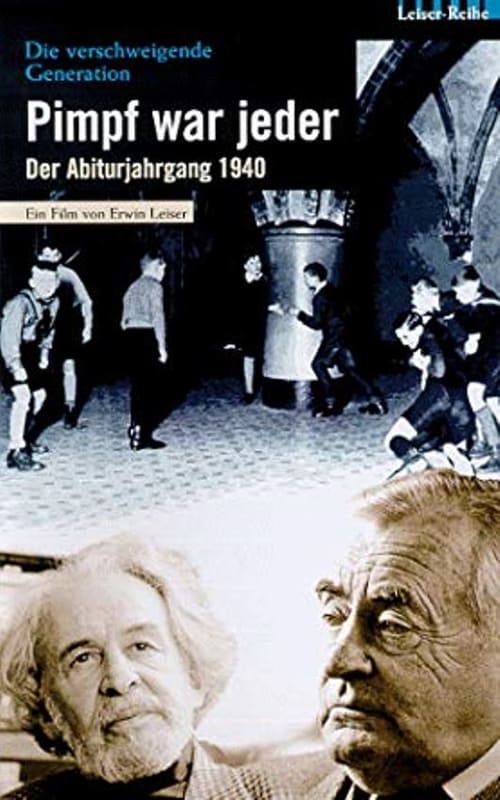 Leiser-Reihe
Die verschweigende
Generation
Pimpf war jeder
Der Abiturjahrgang 1940
Ein Film von Erwin Leiser